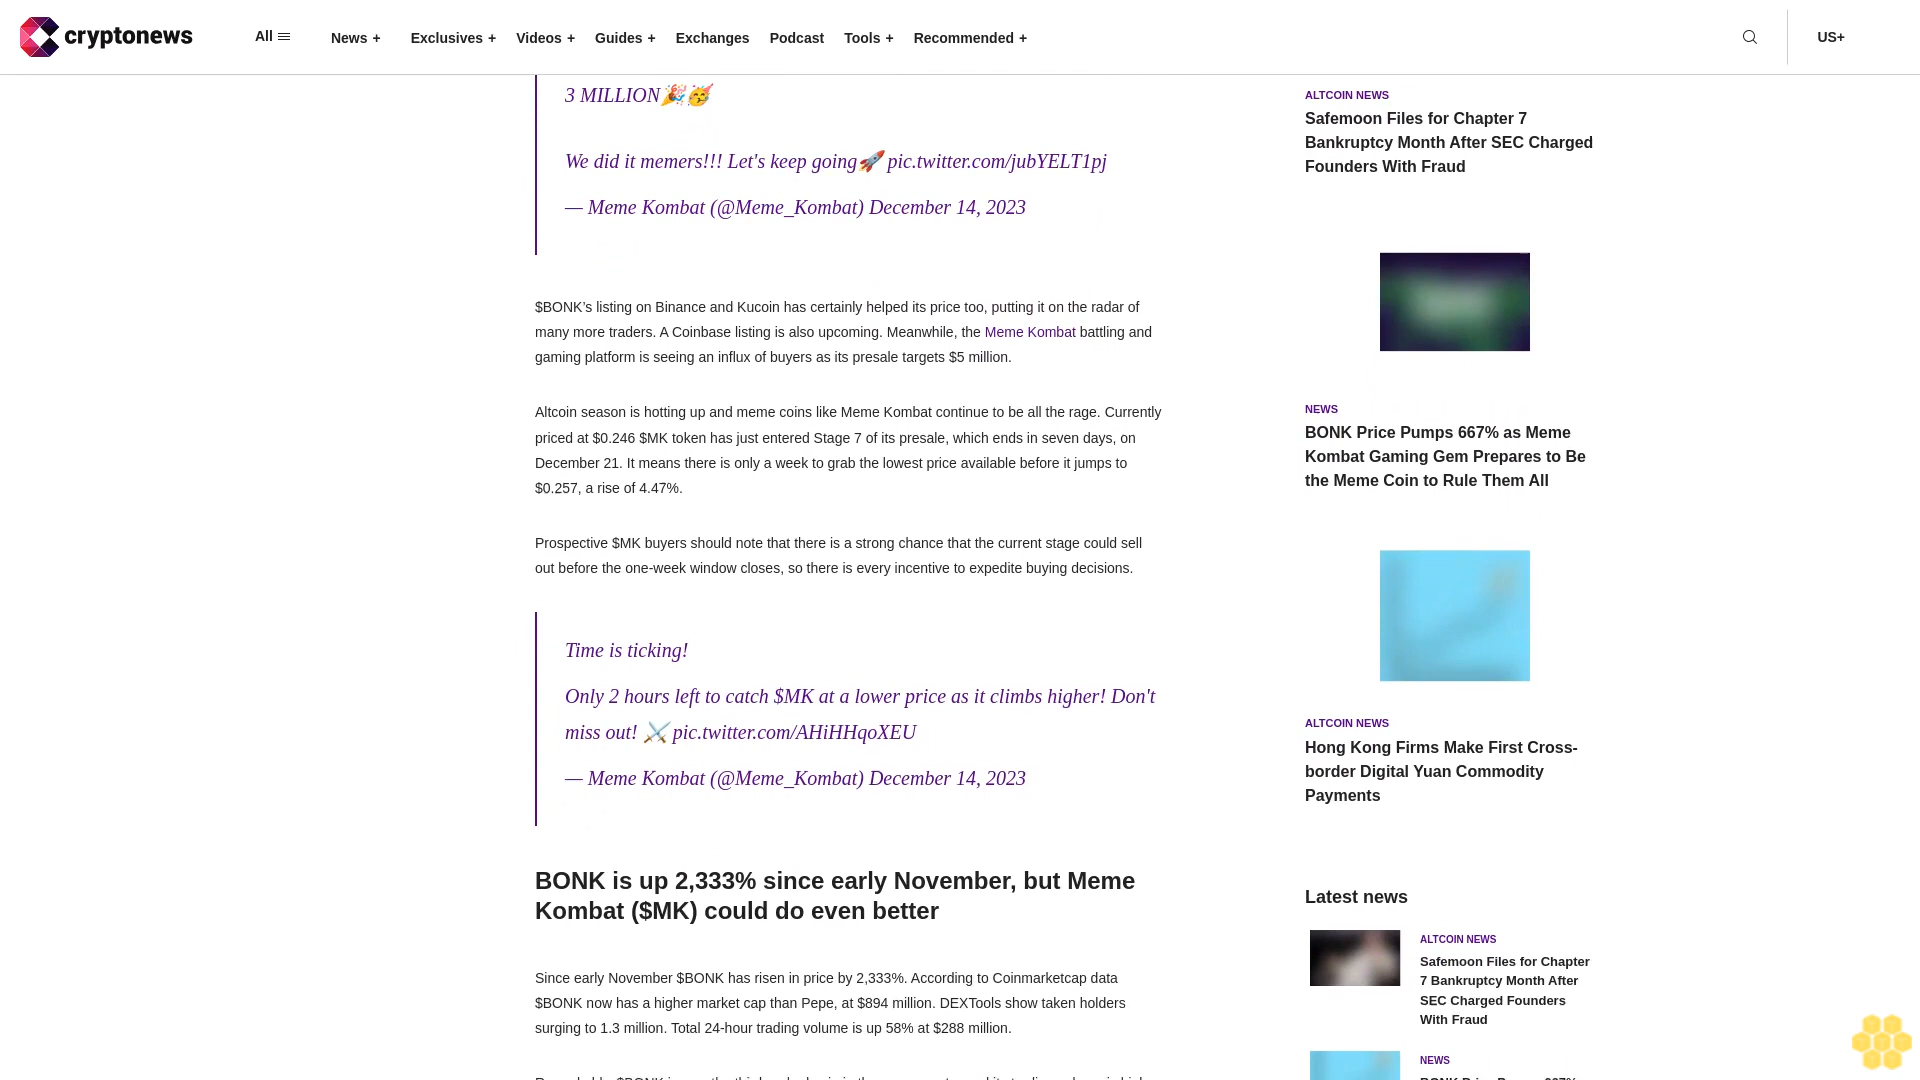 cryptonews
All
News +
Exclusives +
Videos +
Guides +
Exchanges
Podcast
Tools +
Recommended +
US+
3 MILLION🎉🥳
We did it memers!!! Let's keep going🚀 pic.twitter.com/jubYELT1pj
— Meme Kombat (@Meme_Kombat) December 14, 2023
$BONK’s listing on Binance and Kucoin has certainly helped its price too, putting it on the radar of
many more traders. A Coinbase listing is also upcoming. Meanwhile, the Meme Kombat battling and
gaming platform is seeing an influx of buyers as its presale targets $5 million.
Altcoin season is hotting up and meme coins like Meme Kombat continue to be all the rage. Currently
priced at $0.246 $MK token has just entered Stage 7 of its presale, which ends in seven days, on
December 21. It means there is only a week to grab the lowest price available before it jumps to
$0.257, a rise of 4.47%.
Prospective $MK buyers should note that there is a strong chance that the current stage could sell
out before the one-week window closes, so there is every incentive to expedite buying decisions.
Time is ticking!
Only 2 hours left to catch $MK at a lower price as it climbs higher! Don't
miss out! ⚔️ pic.twitter.com/AHiHHqoXEU
— Meme Kombat (@Meme_Kombat) December 14, 2023
BONK is up 2,333% since early November, but Meme
Kombat ($MK) could do even better
Since early November $BONK has risen in price by 2,333%. According to Coinmarketcap data
$BONK now has a higher market cap than Pepe, at $894 million. DEXTools show taken holders
surging to 1.3 million. Total 24-hour trading volume is up 58% at $288 million.
ALTCOIN NEWS
Safemoon Files for Chapter 7
Bankruptcy Month After SEC Charged
Founders With Fraud
NEWS
BONK Price Pumps 667% as Meme
Kombat Gaming Gem Prepares to Be
the Meme Coin to Rule Them All
ALTCOIN NEWS
Hong Kong Firms Make First Cross-
border Digital Yuan Commodity
Payments
Latest news
ALTCOIN NEWS
Safemoon Files for Chapter
7 Bankruptcy Month After
SEC Charged Founders
With Fraud
NEWS
BONK Price Pumps 667%